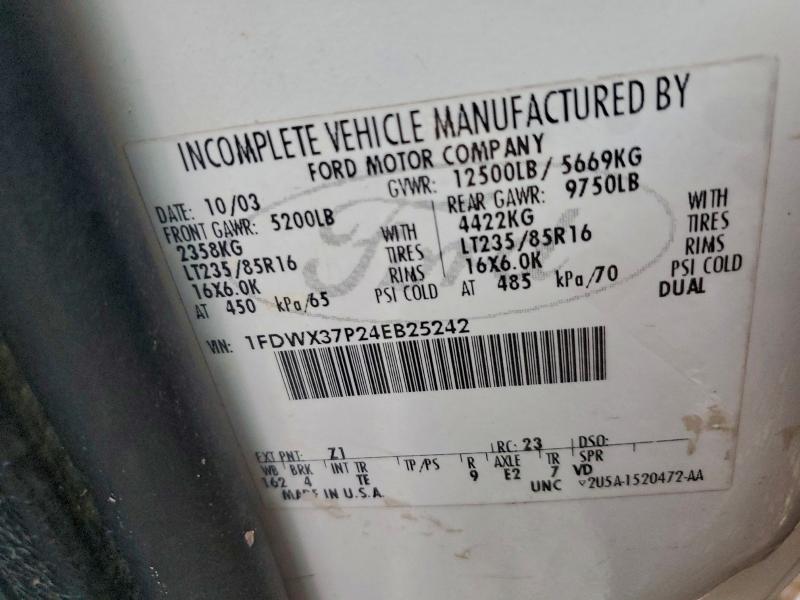 INCOMPLETE VEHICLE MANUFACTURED BY
FORD MOTOR COMPANY
DATE: 10/03 GVWR: 12500LB/ 5669KG
FRONT GAWR: 5200LB REAR GAWR: 9750LB
2358KG WITH 4422KG WITH
LT235/85R16 TIRES LT235/85R16 TIRES
16X6.0K RIMS 16X6.0K RIMS
AT 450 kPa/65 PSI COLD AT 485 kPa/70 PSI COLD
DUAL
VIN: 1FDWX37P24EB25242
Ford
EXT PNT: Z1 RC: 23 DSO:
WB BRK INT TR TP/PS R AXLE TR SPR
162 4 TE 9 E2 7 VD
MADE IN U.S.A. UNC ▽2U5A-1520472-AA